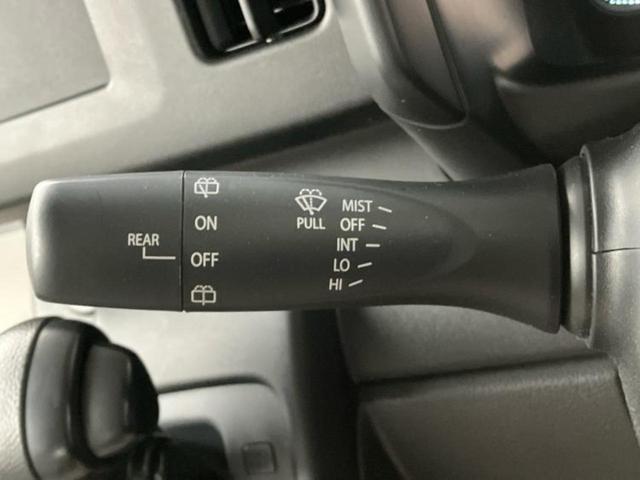 REAR
ON
OFF
PULL
MIST
OFF
INT
LO
HI